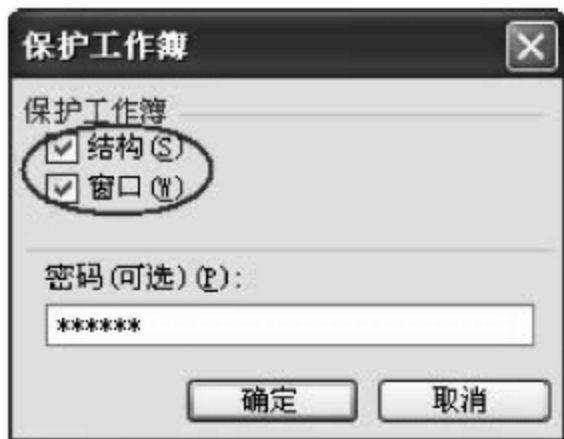 保护工作簿
保护工作簿
结构(S)
窗口(W)
密码(可选)(P):
******
确定
取消